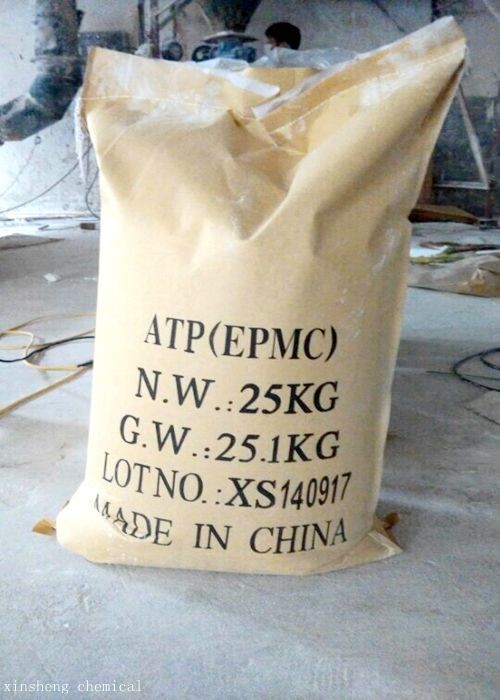 ATP(EPMC)
N.W.:25KG
G.W.:25.1KG
LOTNO.:XS140917
MADE IN CHINA
xinsheng chemical